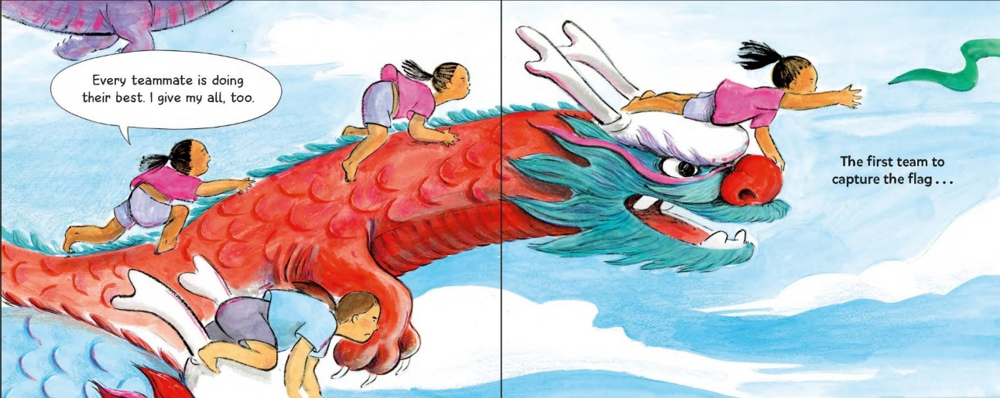 Every teammate is doing
their best. I give my all, too.
The first team to
capture the flag...